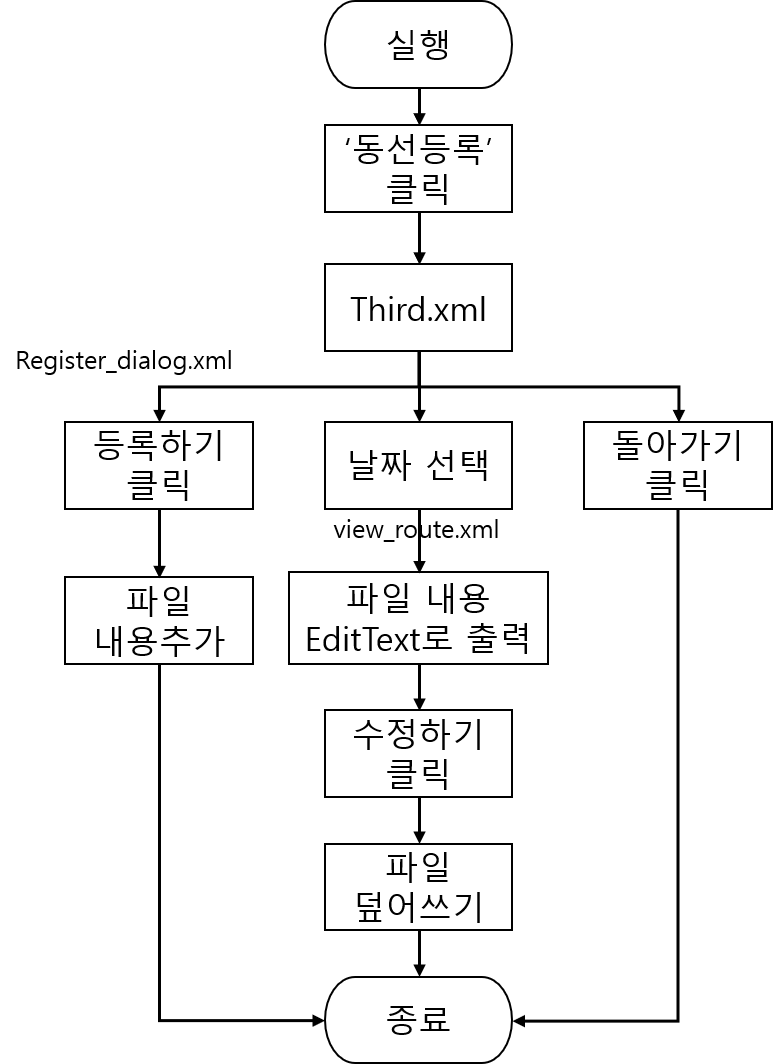 실행
‘동선등록’
클릭
Third.xml
Register_dialog.xml
등록하기
클릭
날짜 선택
돌아가기
클릭
view_route.xml
파일
내용추가
파일 내용
EditText로 출력
수정하기
클릭
파일
덮어쓰기
종료